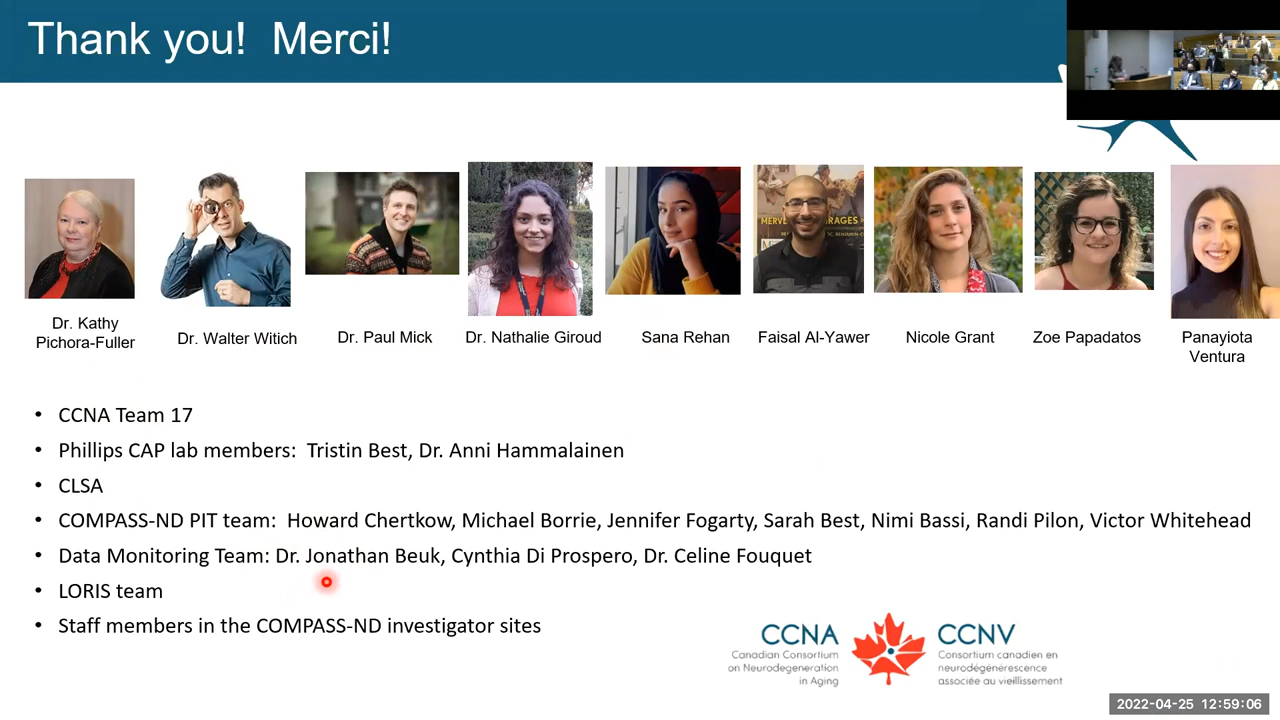 Thank you!  Merci!
MERVE
RAGES
Dr. Kathy
Pichora-Fuller
Dr. Walter Witich
Dr. Paul Mick
Dr. Nathalie Giroud
Sana Rehan
Faisal Al-Yawer
Nicole Grant
Zoe Papadatos
Panayiota
Ventura
• CCNA Team 17
• Phillips CAP lab members:  Tristin Best, Dr. Anni Hammalainen
• CLSA
• COMPASS-ND PIT team:  Howard Chertkow, Michael Borrie, Jennifer Fogarty, Sarah Best, Nimi Bassi, Randi Pilon, Victor Whitehead
• Data Monitoring Team: Dr. Jonathan Beuk, Cynthia Di Prospero, Dr. Celine Fouquet
• LORIS team
• Staff members in the COMPASS-ND investigator sites
CCNA
Canadian Consortium
on Neurodegeneration
in Aging
CCNV
Consortium canadien en
neurodégénérescence
associée au vieillissement
2022-04-25  12:59:06